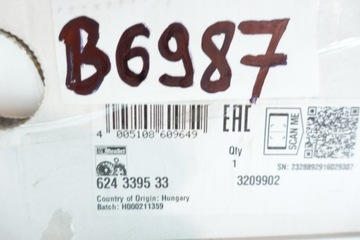 B6987
4 005108 609649
EAC
SCAN ME
Qty
1
SN: 2328892916029307
624 3395 33
3209902
Country of Origin: Hungary
Batch: H000211359